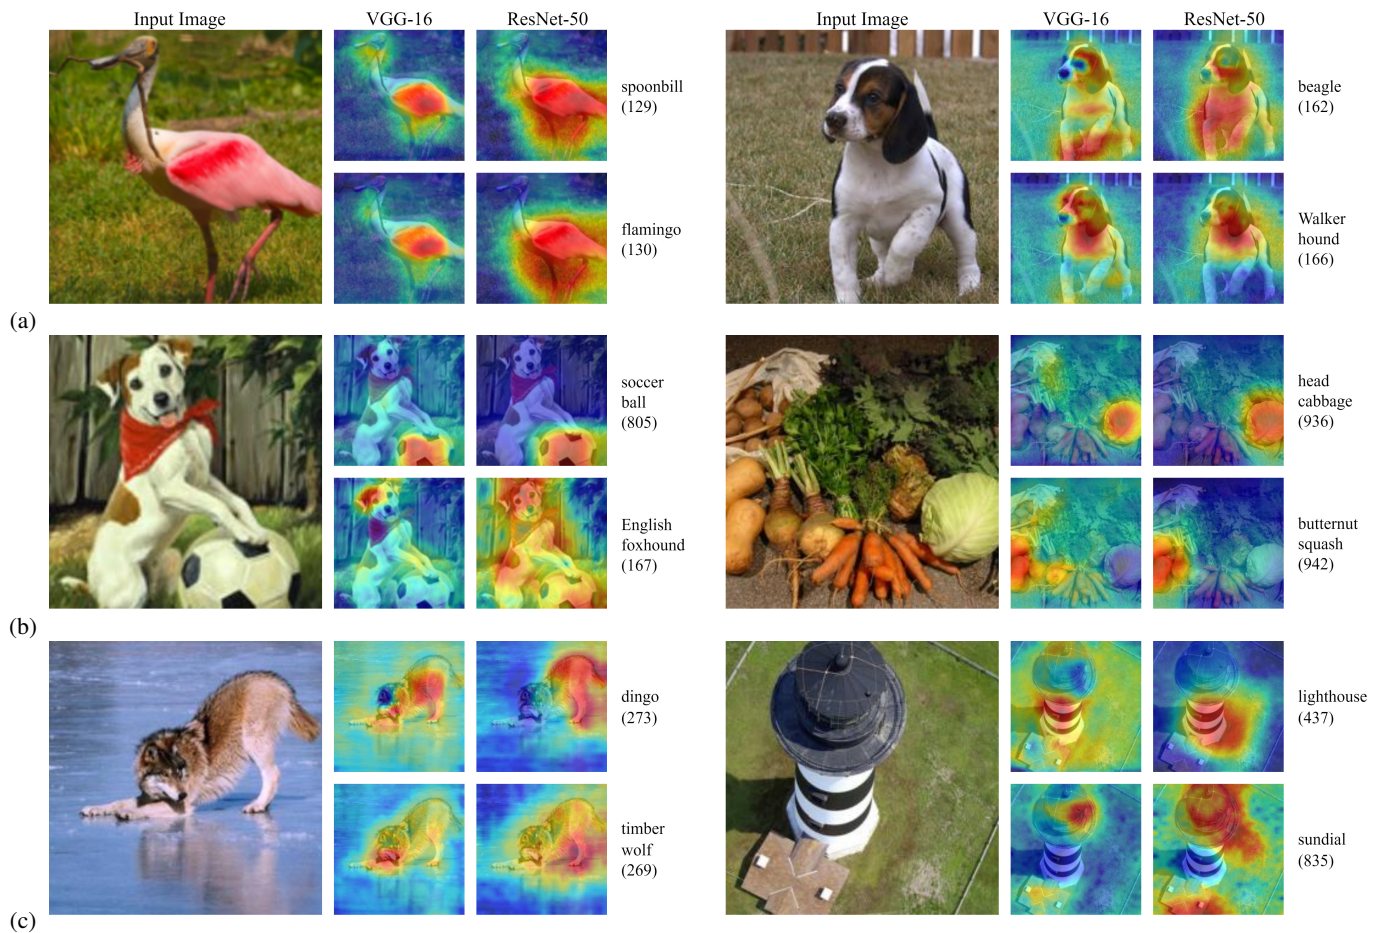 Input Image VGG-16 ResNet-50 Input Image VGG-16 ResNet-50
spoonbill
(129)
flamingo
(130)
beagle
(162)
Walker
hound
(166)
(a)
soccer
ball
(805)
English
foxhound
(167)
head
cabbage
(936)
butternut
squash
(942)
(b)
dingo
(273)
timber
wolf
(269)
lighthouse
(437)
sundial
(835)
(c)